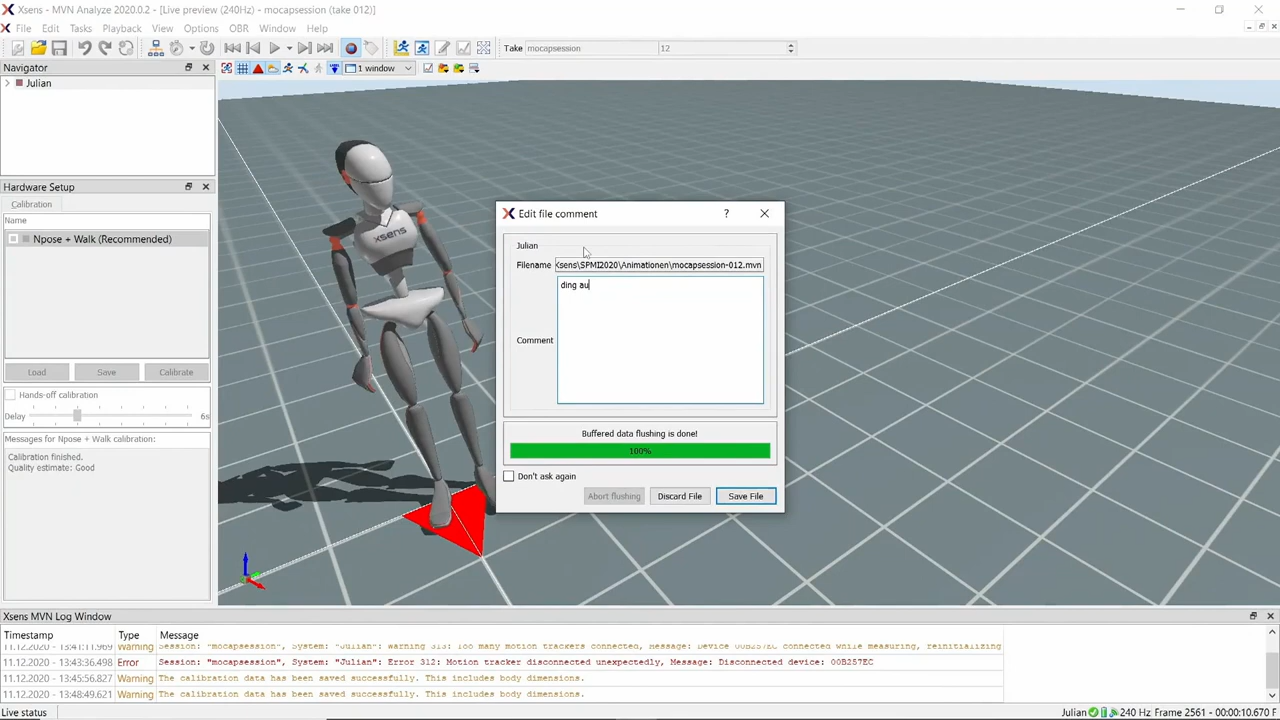 Xsens - MVN Analyze 2020.0.2 - [Live preview (240Hz) - mocapsession (take 012)]
File Edit Tasks Playback View Options OBR Window Help
Take mocapsession 12
Navigator
1 window
Julian
Hardware Setup
Calibration
Name
Npose + Walk (Recommended)
Load Save Calibrate
Hands-off calibration
Delay 6s
Messages for Npose + Walk calibration:
Calibration finished.
Quality estimate: Good
xsens
Edit file comment
Julian
Filename Xsens\SPMI2020\Animationen\mocapsession-012.mvn
ding au
Comment
Buffered data flushing is done!
100%
Don't ask again
Abort flushing Discard File Save File
Xsens MVN Log Window
Timestamp Type Message
11.12.2020 - 13:41:11.969 Warning Session: "mocapsession", System: "Julian": Warning 313: Too many motion trackers connected, Message: Device 00B257EC connected while measuring, reinitializing
11.12.2020 - 13:43:36.498 Error Session: "mocapsession", System: "Julian": Error 312: Motion tracker disconnected unexpectedly, Message: Disconnected device: 00B257EC
11.12.2020 - 13:45:56.827 Warning The calibration data has been saved successfully. This includes body dimensions.
11.12.2020 - 13:48:49.621 Warning The calibration data has been saved successfully. This includes body dimensions.
Live status
Julian 240 Hz Frame 2561 - 00:00:10.670 F